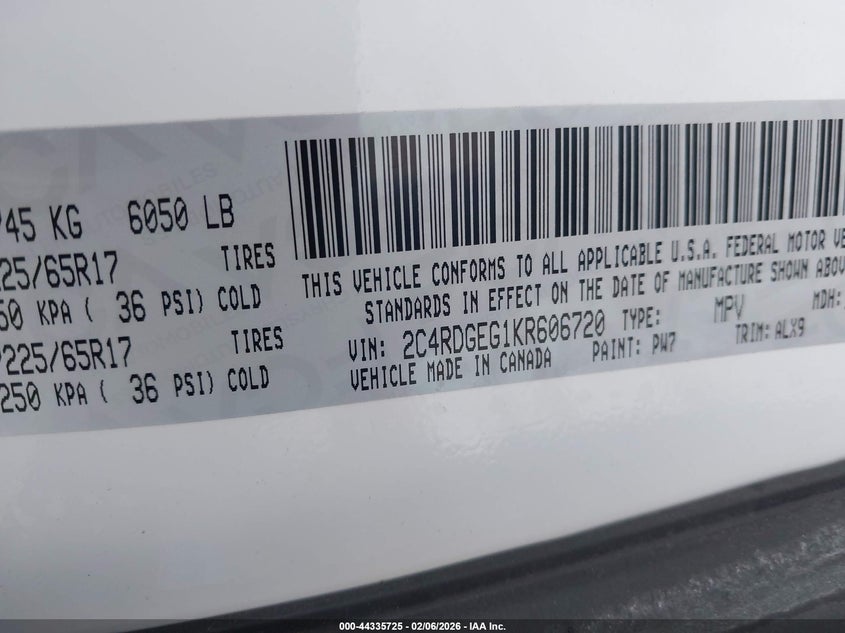 745 KG 6050 LB
225/65R17 TIRES
50 KPA ( 36 PSI) COLD
P225/65R17 TIRES
250 KPA ( 36 PSI) COLD
THIS VEHICLE CONFORMS TO ALL APPLICABLE U.S.A. FEDERAL MOTOR VE
STANDARDS IN EFFECT ON THE DATE OF MANUFACTURE SHOWN ABOV
VIN: 2C4RDGEG1KR606720 TYPE: MPV MDH:
VEHICLE MADE IN CANADA PAINT: PW7 TRIM: ALX9
000-44335725 - 02/06/2026 - IAA Inc.